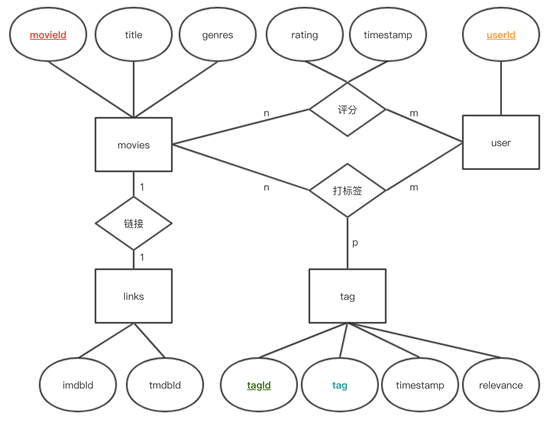 movieId
title
genres
rating
timestamp
userId
评分
n
m
movies
user
打标签
n
m
1
链接
p
1
links
tag
imdbId
tmdbId
tagId
tag
timestamp
relevance